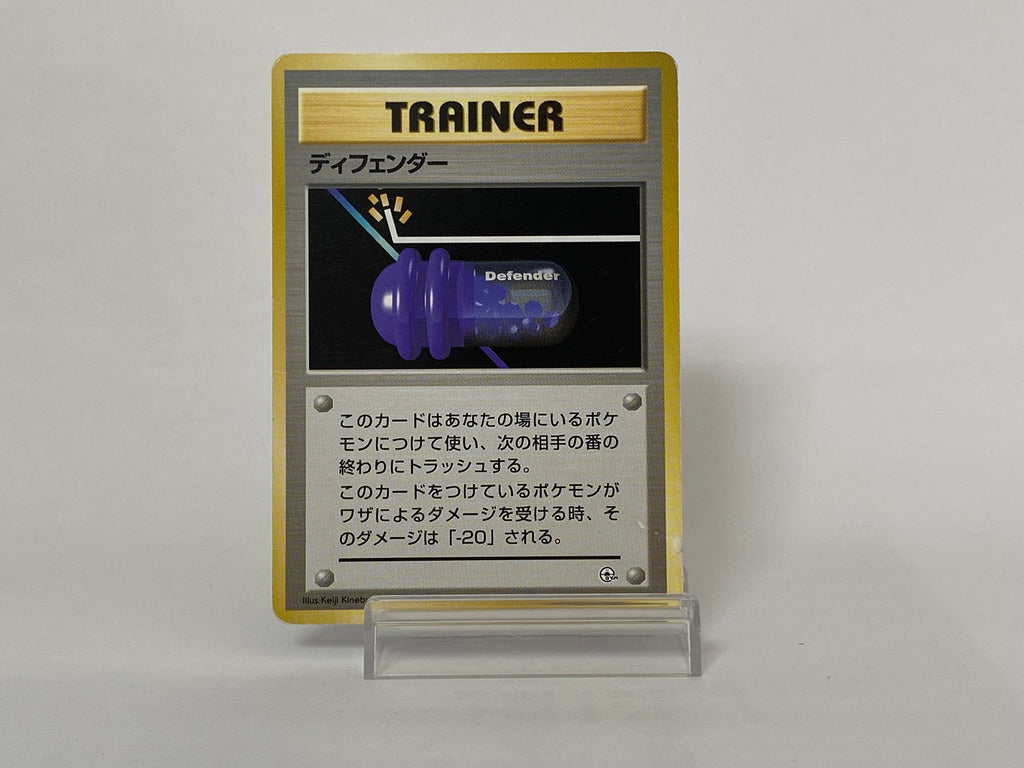 TRAINER
ディフェンダー
Defender
このカードはあなたの場にいるポケ
モンにつけて使い、次の相手の番の
終わりにトラッシュする。
このカードをつけているポケモンが
ワザによるダメージを受ける時、そ
のダメージは「-20」される。
Illus. Keiji